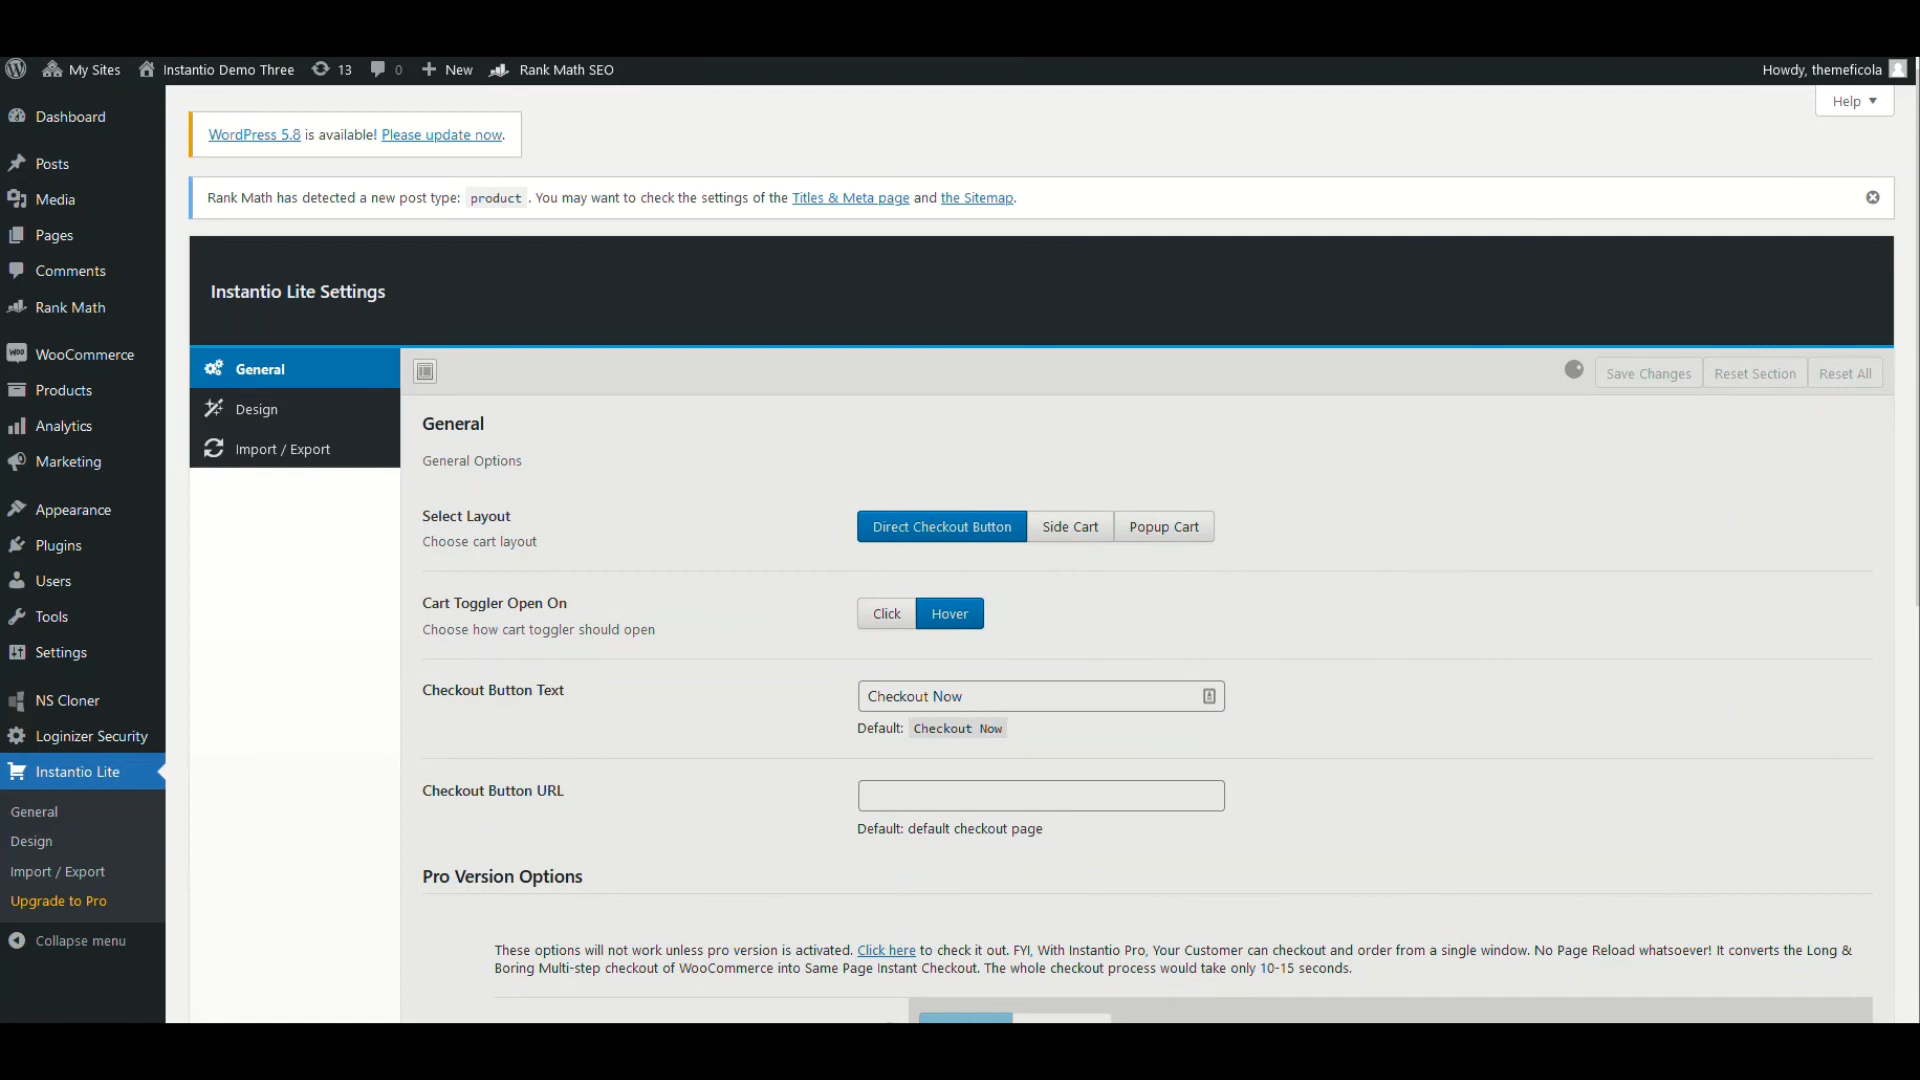 My Sites
Instantio Demo Three
13
0
New
Rank Math SEO
Howdy, themeficola
Help
Dashboard
Posts
Media
Pages
Comments
Rank Math
WooCommerce
Products
Analytics
Marketing
Appearance
Plugins
Users
Tools
Settings
NS Cloner
Loginizer Security
Instantio Lite
General
Design
Import / Export
Upgrade to Pro
Collapse menu
WordPress 5.8 is available! Please update now.
Rank Math has detected a new post type: product . You may want to check the settings of the Titles & Meta page and the Sitemap.
Instantio Lite Settings
General
Design
Import / Export
Save Changes
Reset Section
Reset All
General
General Options
Select Layout
Choose cart layout
Direct Checkout Button
Side Cart
Popup Cart
Cart Toggler Open On
Choose how cart toggler should open
Click
Hover
Checkout Button Text
Checkout Now
Default: Checkout Now
Checkout Button URL
Default: default checkout page
Pro Version Options
These options will not work unless pro version is activated. Click here to check it out. FYI, With Instantio Pro, Your Customer can checkout and order from a single window. No Page Reload whatsoever! It converts the Long &
Boring Multi-step checkout of WooCommerce into Same Page Instant Checkout. The whole checkout process would take only 10-15 seconds.